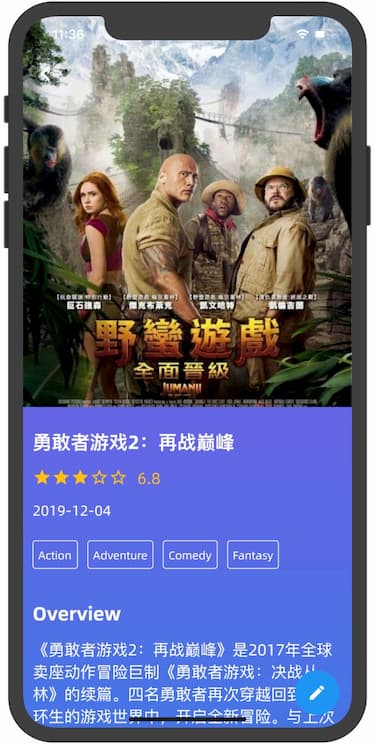 11:36
巨石強森
傑克布萊克
凱文哈特
凱倫吉蘭
野蠻遊戲
全面晉級
JUMANJI
勇敢者游戏2：再战巅峰
6.8
2019-12-04
Action Adventure Comedy Fantasy
Overview
《勇敢者游戏2：再战巅峰》是2017年全球
卖座动作冒险巨制《勇敢者游戏：决战丛
林》的续篇。四名勇敢者再次穿越回到
环生的游戏世界中，开启全新冒险。与上次